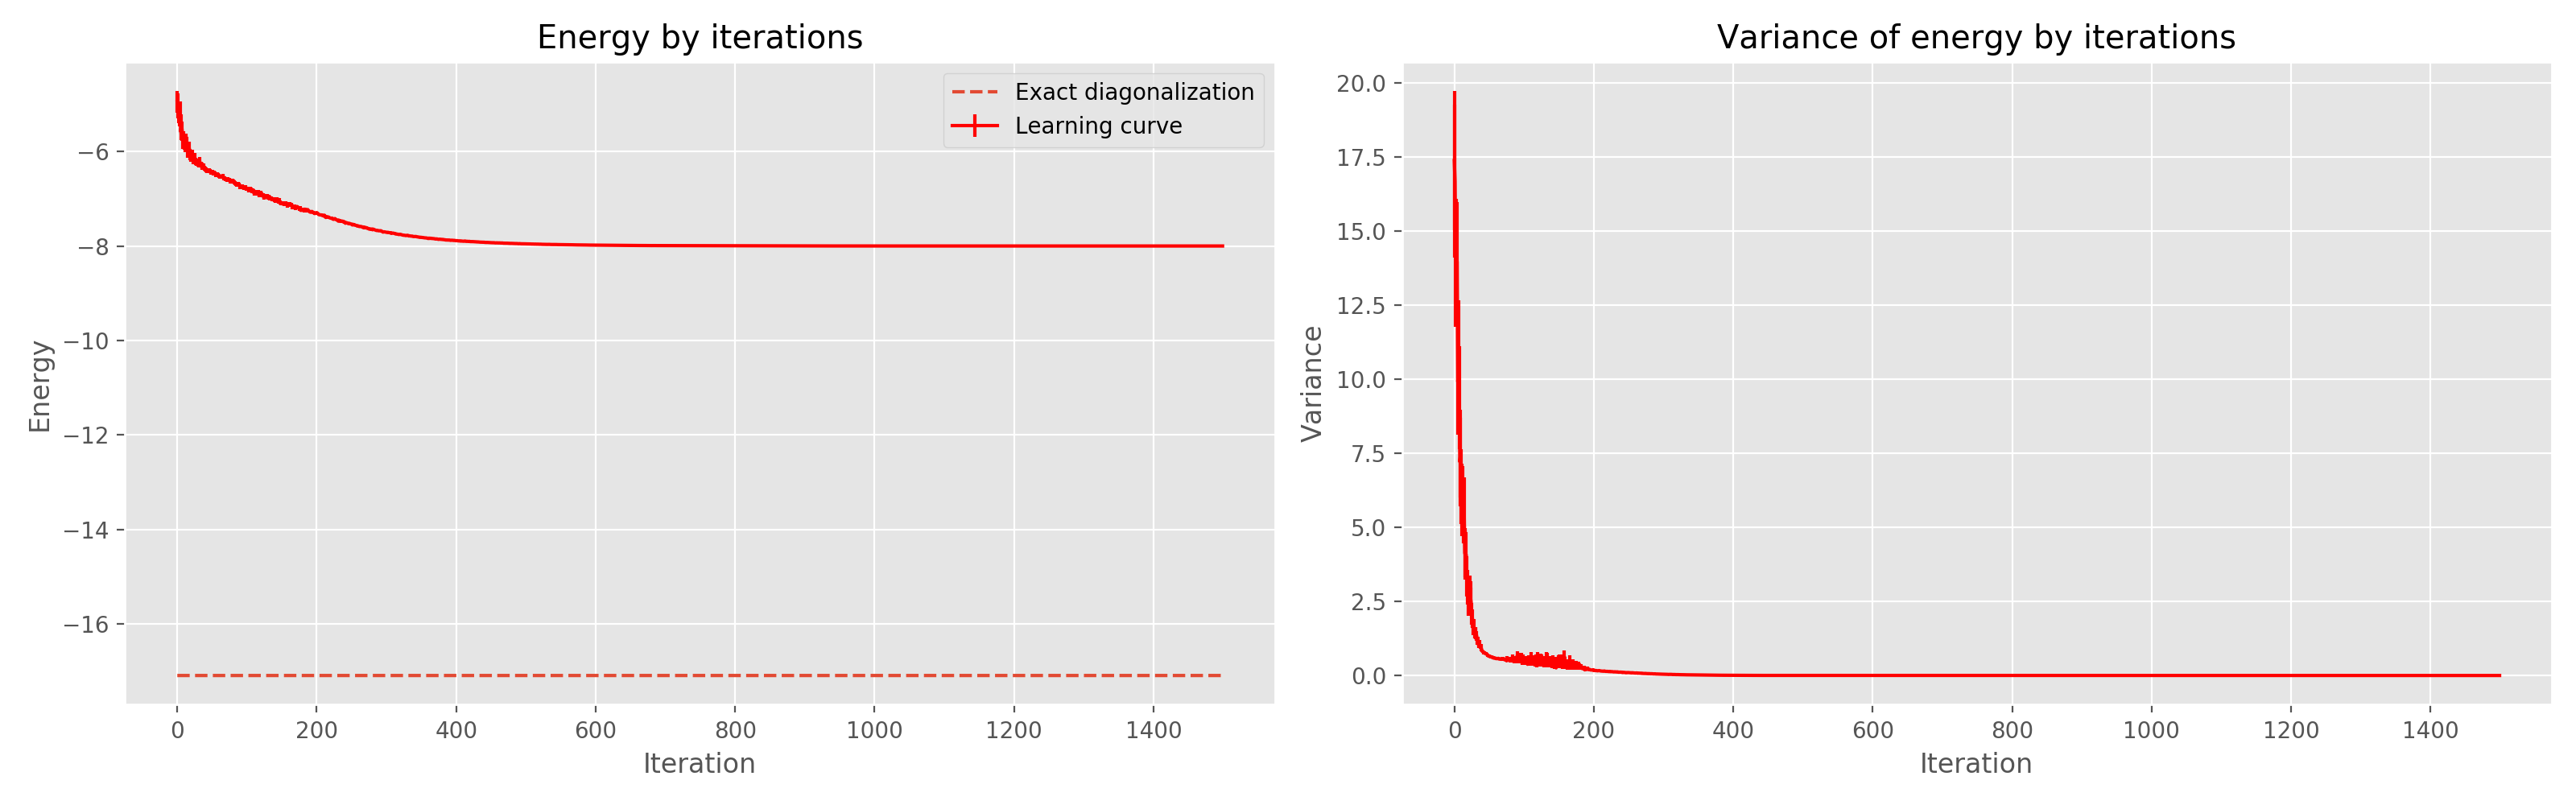 Energy by iterations
Exact diagonalization
Learning curve
−6
−8
−10
−12
−14
−16
Energy
0 200 400 600 800 1000 1200 1400
Iteration
Variance of energy by iterations
20.0
17.5
15.0
12.5
10.0
7.5
5.0
2.5
0.0
Variance
0 200 400 600 800 1000 1200 1400
Iteration